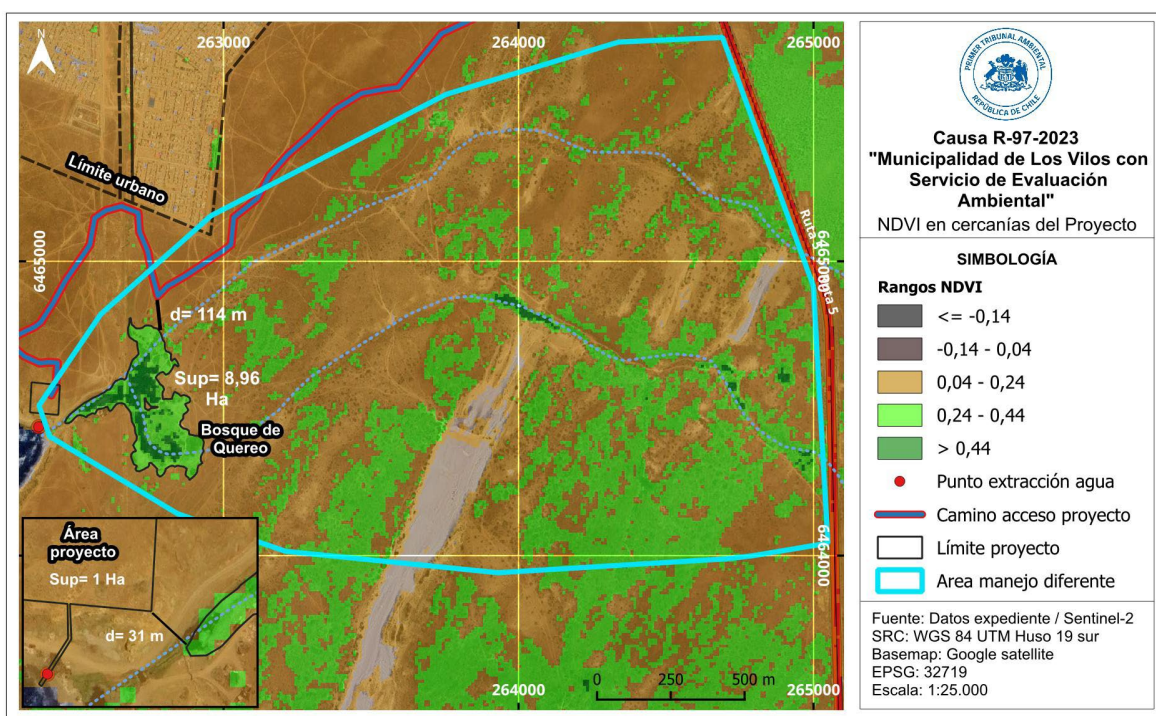 N
263000
264000
265000
Límite urbano
6465000
d= 114 m
Sup= 8,96
Ha
Bosque de
Quereo
Ruta 5
6465000
Ruta 5
6464000
Área
proyecto
Sup= 1 Ha
d= 31 m
264000
265000
0 250 500 m
PRIMER TRIBUNAL AMBIENTAL
REPÚBLICA DE CHILE
Causa R-97-2023
"Municipalidad de Los Vilos con
Servicio de Evaluación
Ambiental"
NDVI en cercanías del Proyecto
SIMBOLOGÍA
Rangos NDVI
<= -0,14
-0,14 - 0,04
0,04 - 0,24
0,24 - 0,44
> 0,44
Punto extracción agua
Camino acceso proyecto
Límite proyecto
Area manejo diferente
Fuente: Datos expediente / Sentinel-2
SRC: WGS 84 UTM Huso 19 sur
Basemap: Google satellite
EPSG: 32719
Escala: 1:25.000